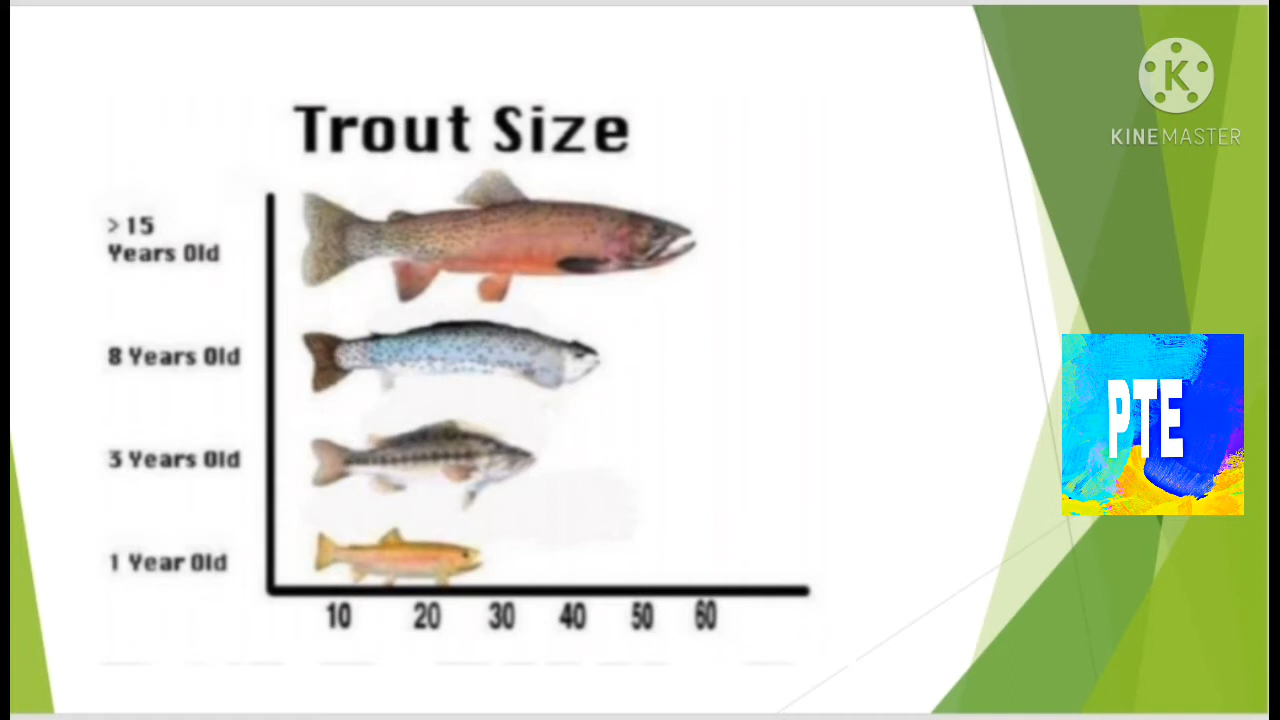 KINEMASTER
Trout Size
> 15
Years Old
8 Years Old
3 Years Old
1 Year Old
10 20 30 40 50 60
K
PTE